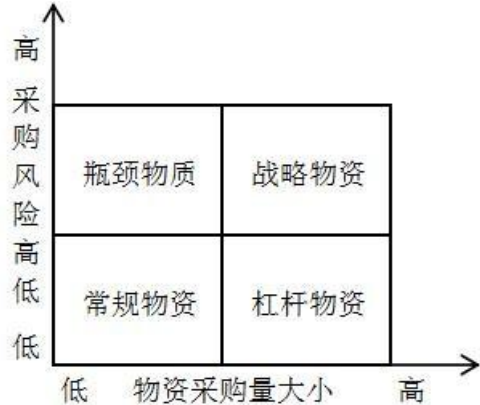 高
采购风险高低
低
瓶颈物质
战略物资
常规物资
杠杆物资
低 物资采购量大小 高